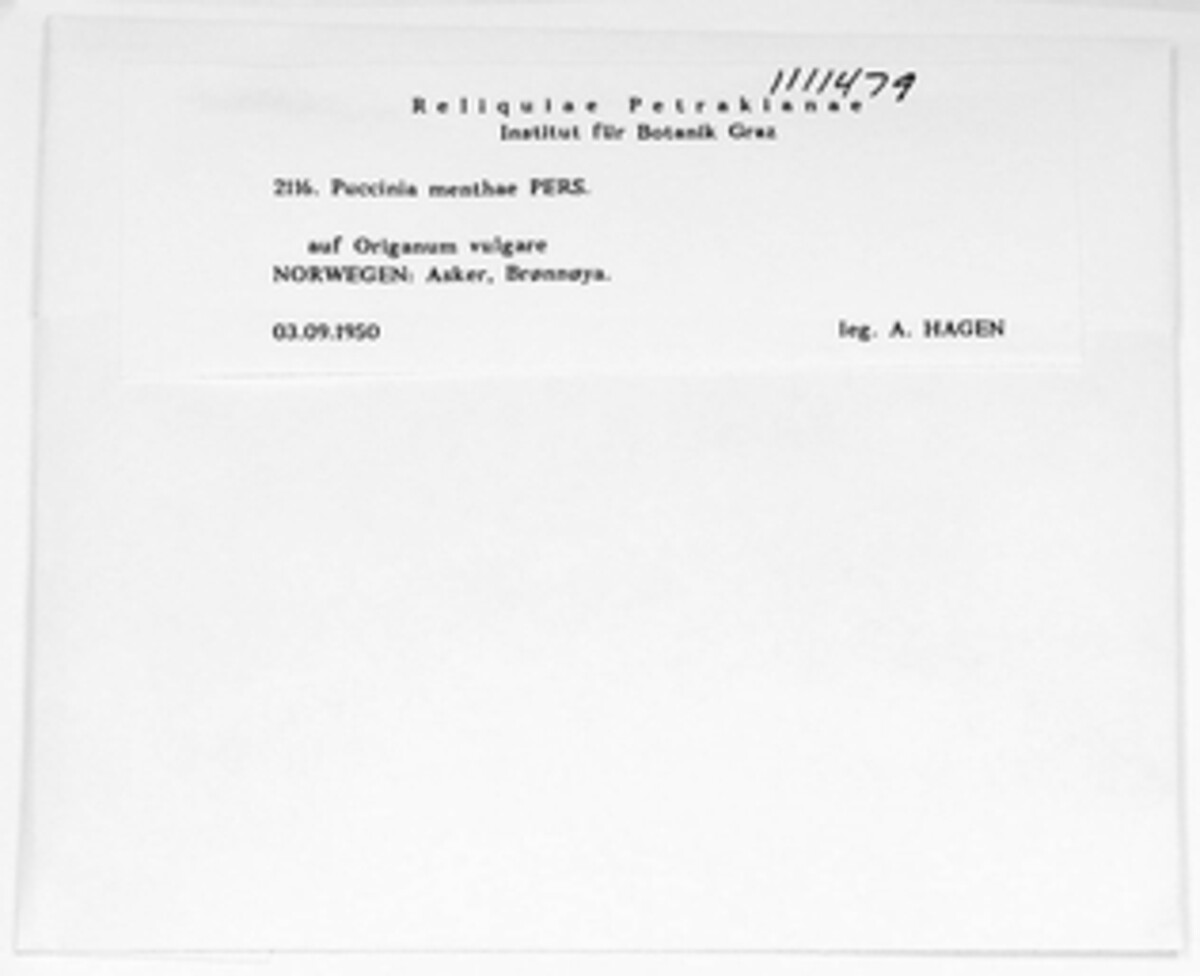 1111479
Reliquiae Petrakianae
Institut für Botanik Graz
2116. Puccinia menthae PERS.
auf Origanum vulgare
NORWEGEN: Asker, Brønnøya.
03.09.1950 leg. A. HAGEN